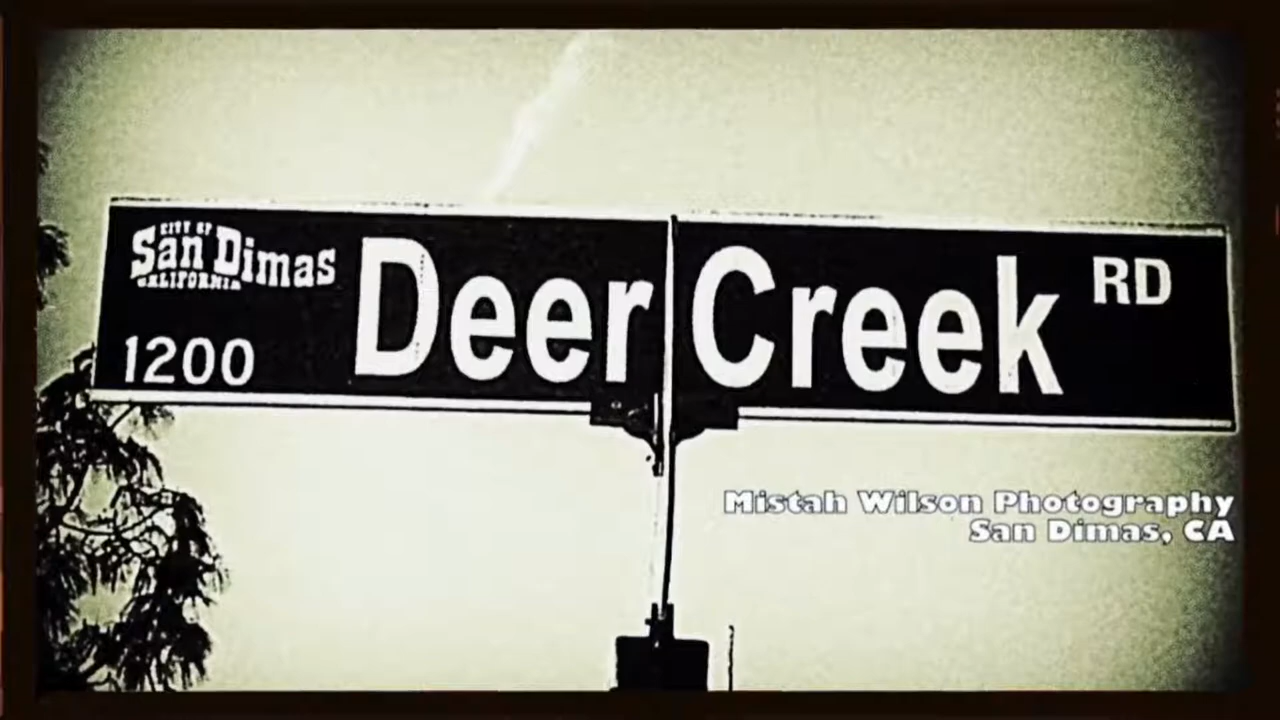 CITY OF
San Dimas
CALIFORNIA
1200
Deer Creek RD
Mistah Wilson Photography
San Dimas, CA